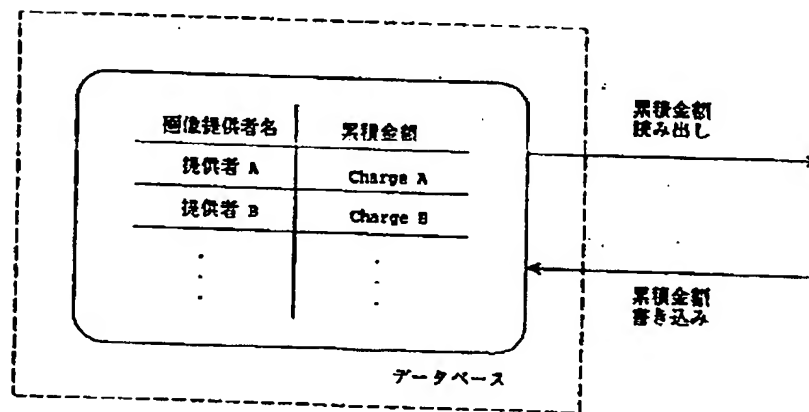 画像提供者名 累積金額
提供者 A Charge A
提供者 B Charge B
データベース
累積金額
読み出し
累積金額
書き込み